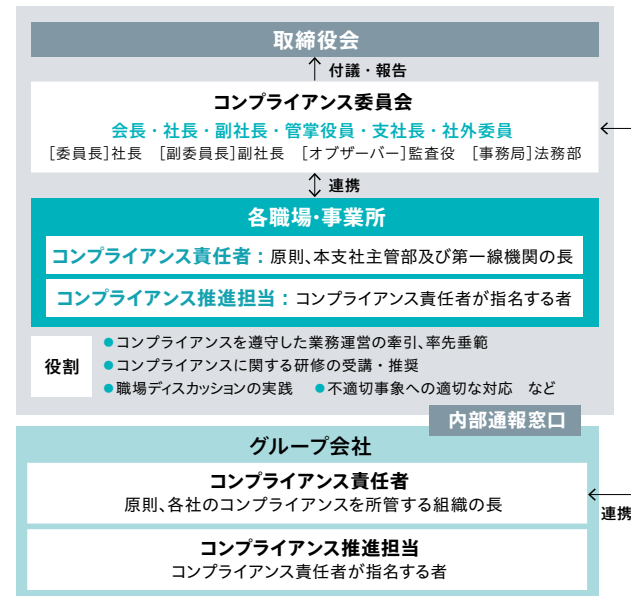 取締役会
付議・報告
コンプライアンス委員会
会長・社長・副社長・管掌役員・支社長・社外委員
[委員長]社長　[副委員長]副社長　[オブザーバー]監査役　[事務局]法務部
連携
各職場・事業所
コンプライアンス責任者：原則、本支社主管部及び第一線機関の長
コンプライアンス推進担当：コンプライアンス責任者が指名する者
役割
●コンプライアンスを遵守した業務運営の牽引、率先垂範
●コンプライアンスに関する研修の受講・推奨
●職場ディスカッションの実践　●不適切事象への適切な対応　など
内部通報窓口
グループ会社
コンプライアンス責任者
原則、各社のコンプライアンスを所管する組織の長
連携
コンプライアンス推進担当
コンプライアンス責任者が指名する者